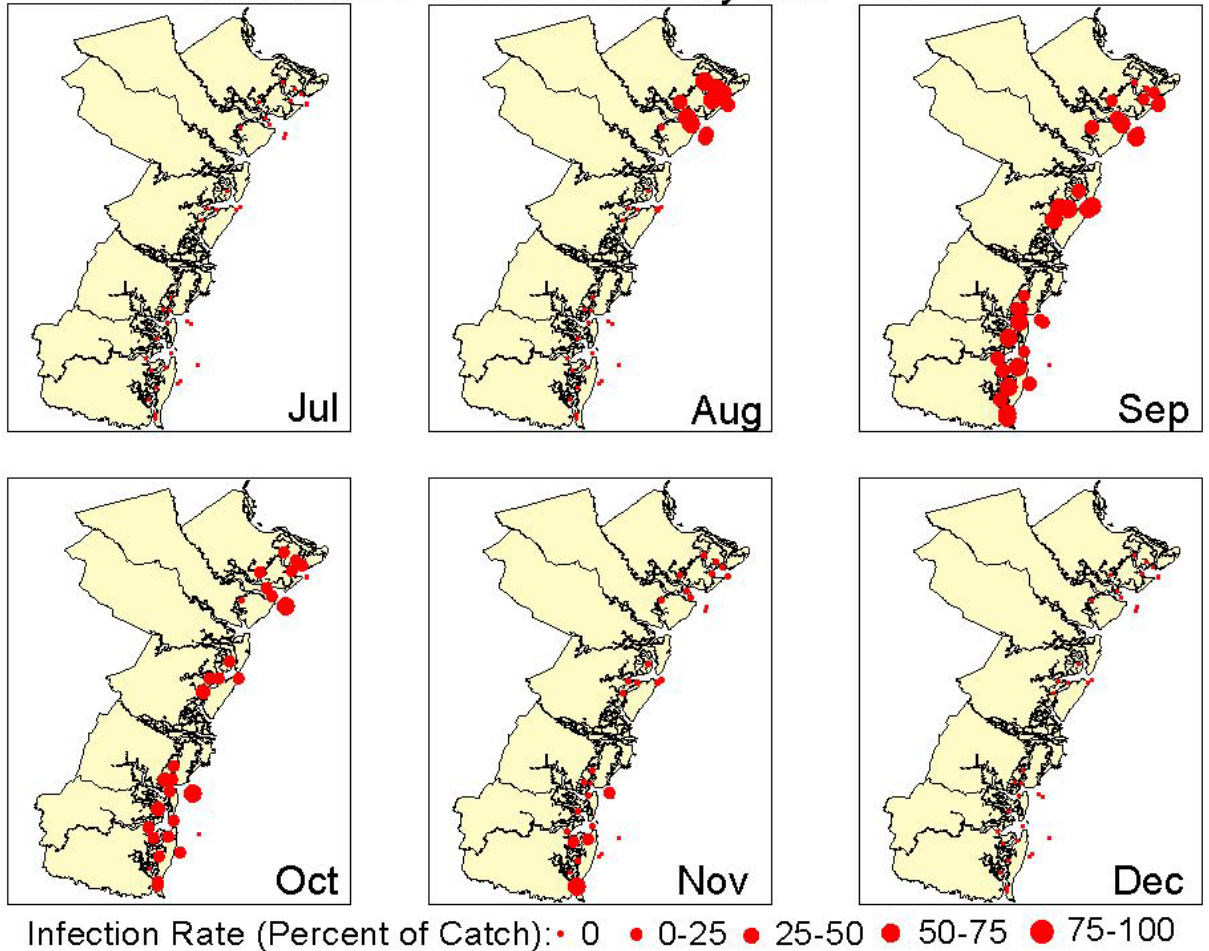 Jul
Aug
Sep
Oct
Nov
Dec
Infection Rate (Percent of Catch): 0 0-25 25-50 50-75 75-100